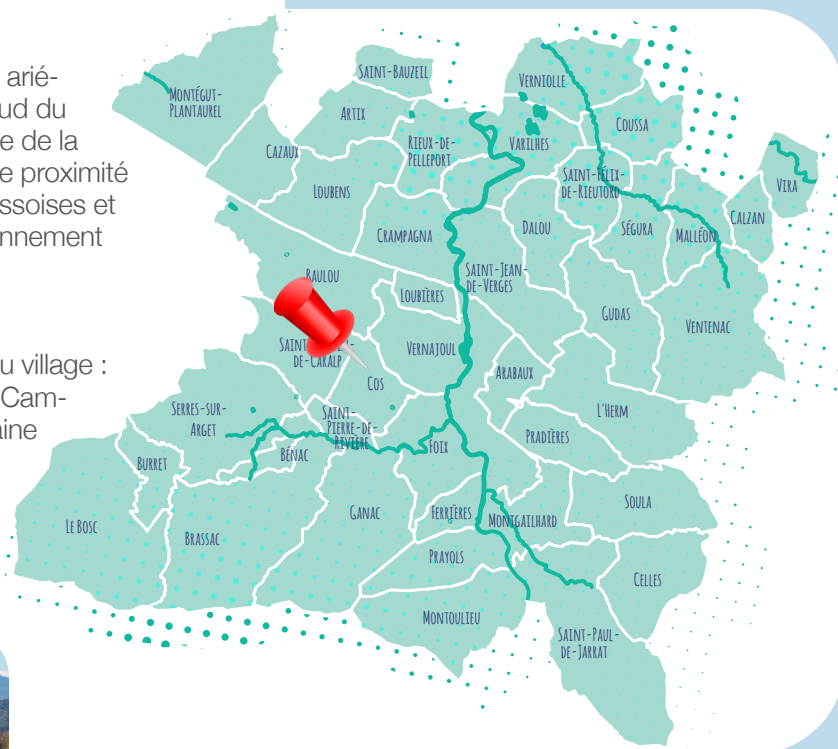 arié-
ud du
e de la
e proximité
ssoises et
nnement
u village :
Cam-
aine
SAINT-BAUZEIL
VERNIOLLE
MONTÉGUT-
PLANTAUREL
ARTIX
COUSSA
RIEUX-DE-
PELLEPORT
VARILHES
CAZAUX
SAINT-FÉLIX-
DE-RIEUTORD
VIRA
LOUBENS
CALZAN
CRAMPAGNA
DALOU
SÉGURA
MALLÉON
BAULOU
SAINT-JEAN-
DE-VERGES
LOUBIÈRES
GUDAS
VENTENAC
SAINT
DE-CARALP
VERNAJOUL
ARABAUX
COS
SERRES-SUR-
ARGET
L'HERM
SAINT-
PIERRE-DE-
RIVIÈRE
PRADIÈRES
FOIX
BÉNAC
BURRET
SOULA
GANAC
FERRIÈRES
MONTGAILHARD
LE BOSC
BRASSAC
PRAYOLS
CELLES
MONTOULIEU
SAINT-PAUL-
DE-JARRAT